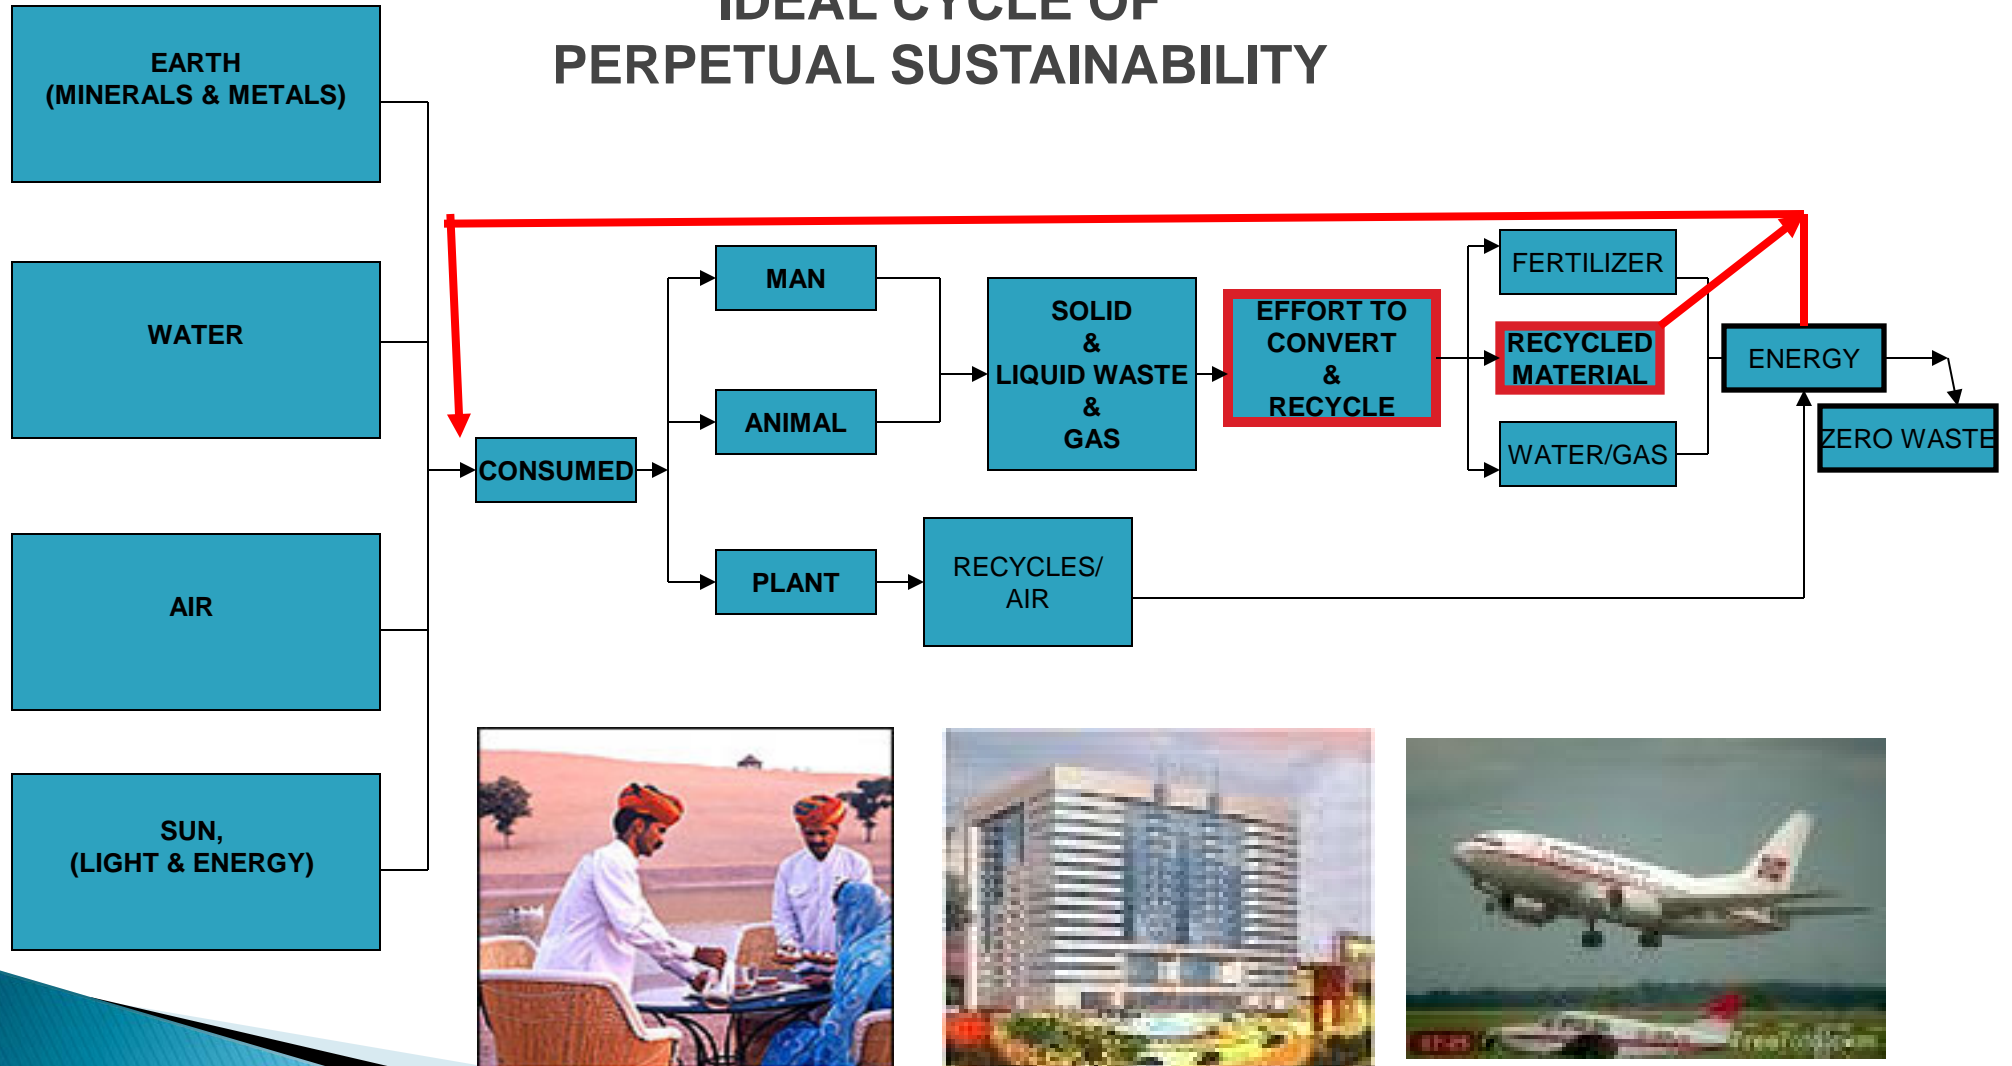 IDEAL CYCLE OF
PERPETUAL SUSTAINABILITY
EARTH
(MINERALS & METALS)
WATER
AIR
SUN,
(LIGHT & ENERGY)
CONSUMED
MAN
ANIMAL
PLANT
SOLID
&
LIQUID WASTE
&
GAS
RECYCLES/
AIR
EFFORT TO
CONVERT
&
RECYCLE
FERTILIZER
RECYCLED
MATERIAL
WATER/GAS
ENERGY
ZERO WASTE